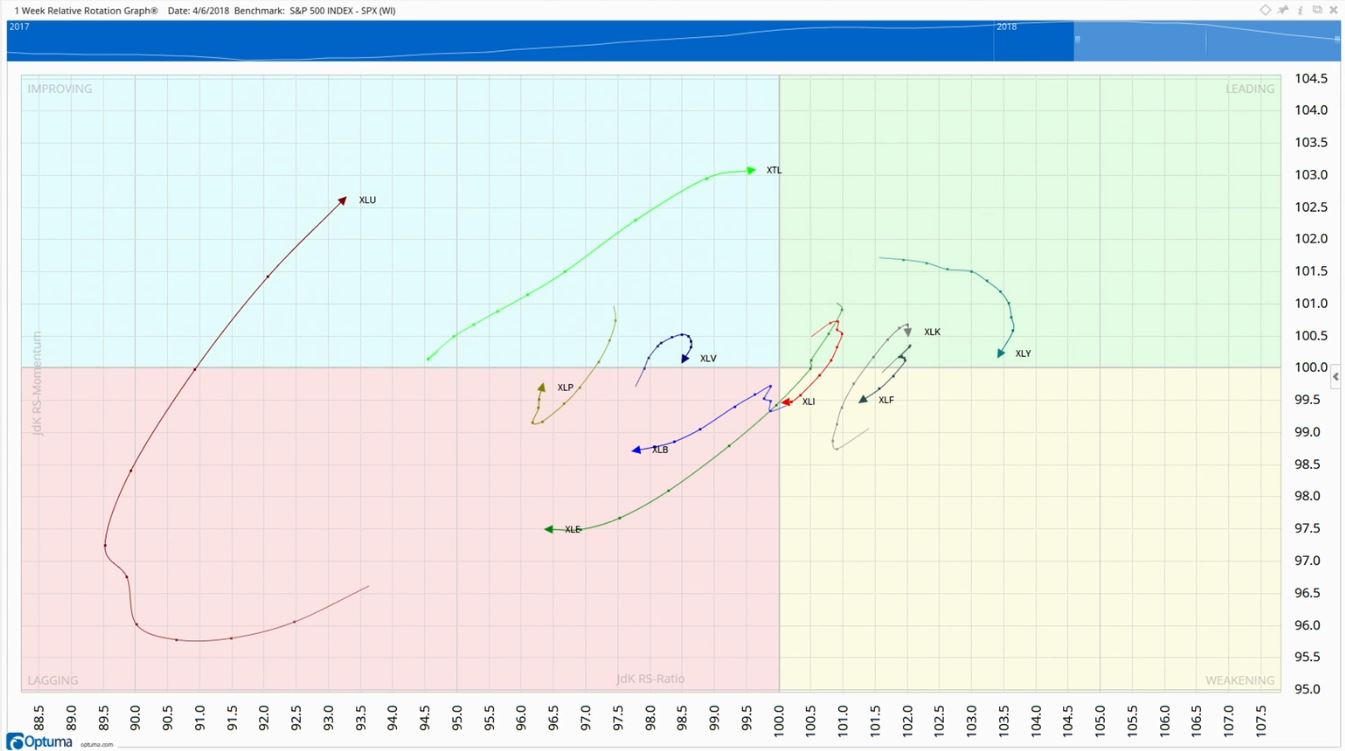 1 Week Relative Rotation Graph® Date: 4/6/2018 Benchmark: S&P 500 INDEX - SPX (WI)
2017
2018
IMPROVING
LEADING
104.5
104.0
103.5
103.0
102.5
102.0
101.5
101.0
100.5
100.0
99.5
99.0
98.5
98.0
97.5
97.0
96.5
96.0
95.5
95.0
XTL
XLU
XLK
XLY
XLV
XLP
XLI
XLF
XLB
XLE
JdK RS-Momentum
LAGGING
JdK RS-Ratio
WEAKENING
88.5 89.0 89.5 90.0 90.5 91.0 91.5 92.0 92.5 93.0 93.5 94.0 94.5 95.0 95.5 96.0 96.5 97.0 97.5 98.0 98.5 99.0 99.5 100.0 100.5 101.0 101.5 102.0 102.5 103.0 103.5 104.0 104.5 105.0 105.5 106.0 106.5 107.0 107.5
Optuma optuma.com